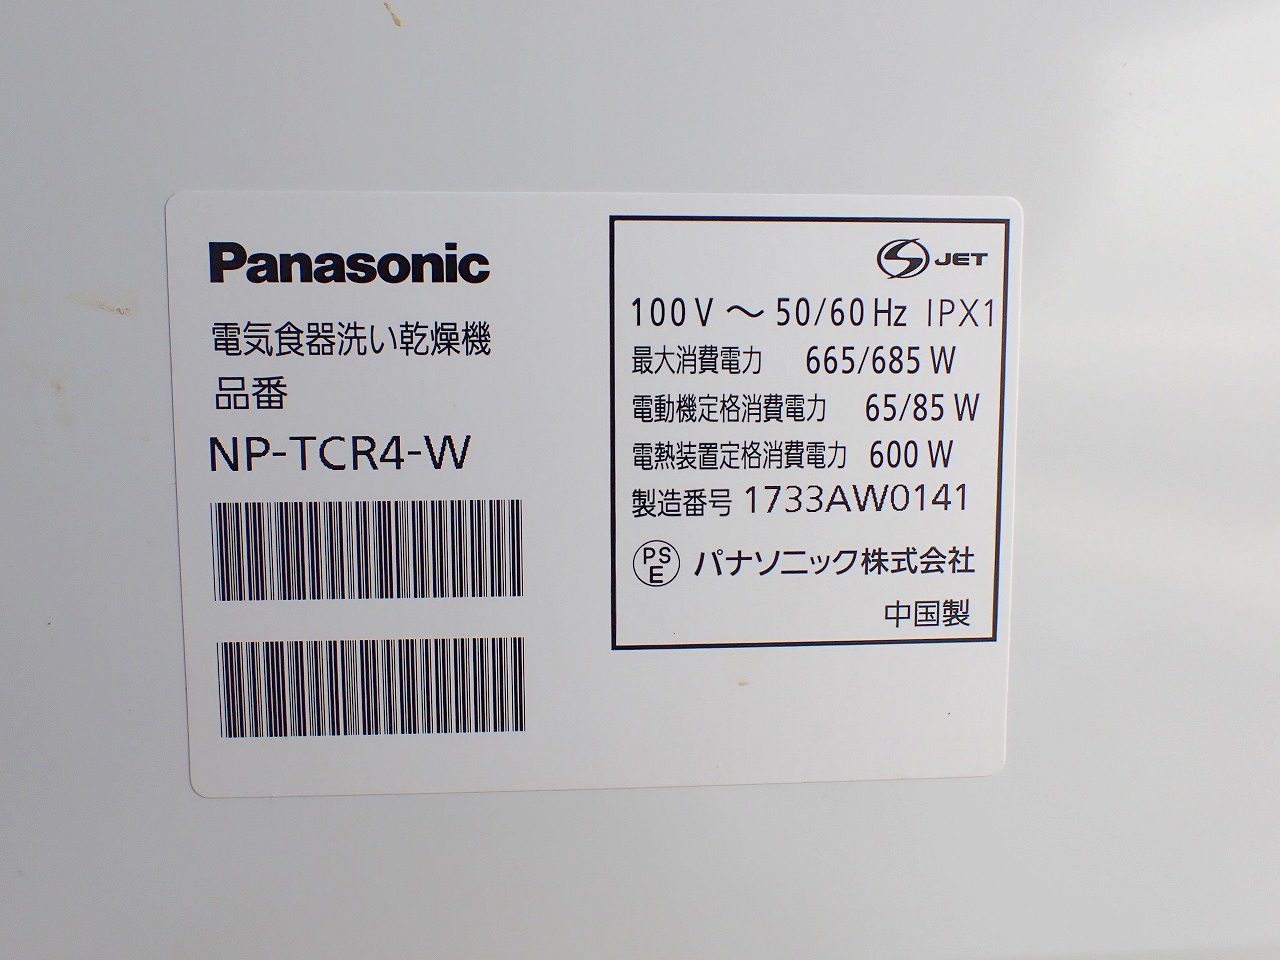 Panasonic
電気食器洗い乾燥機
品番
NP-TCR4-W
S JET
100V ～ 50/60Hz IPX1
最大消費電力 665/685W
電動機定格消費電力 65/85W
電熱装置定格消費電力 600W
製造番号 1733AW0141
PSE パナソニック株式会社
中国製